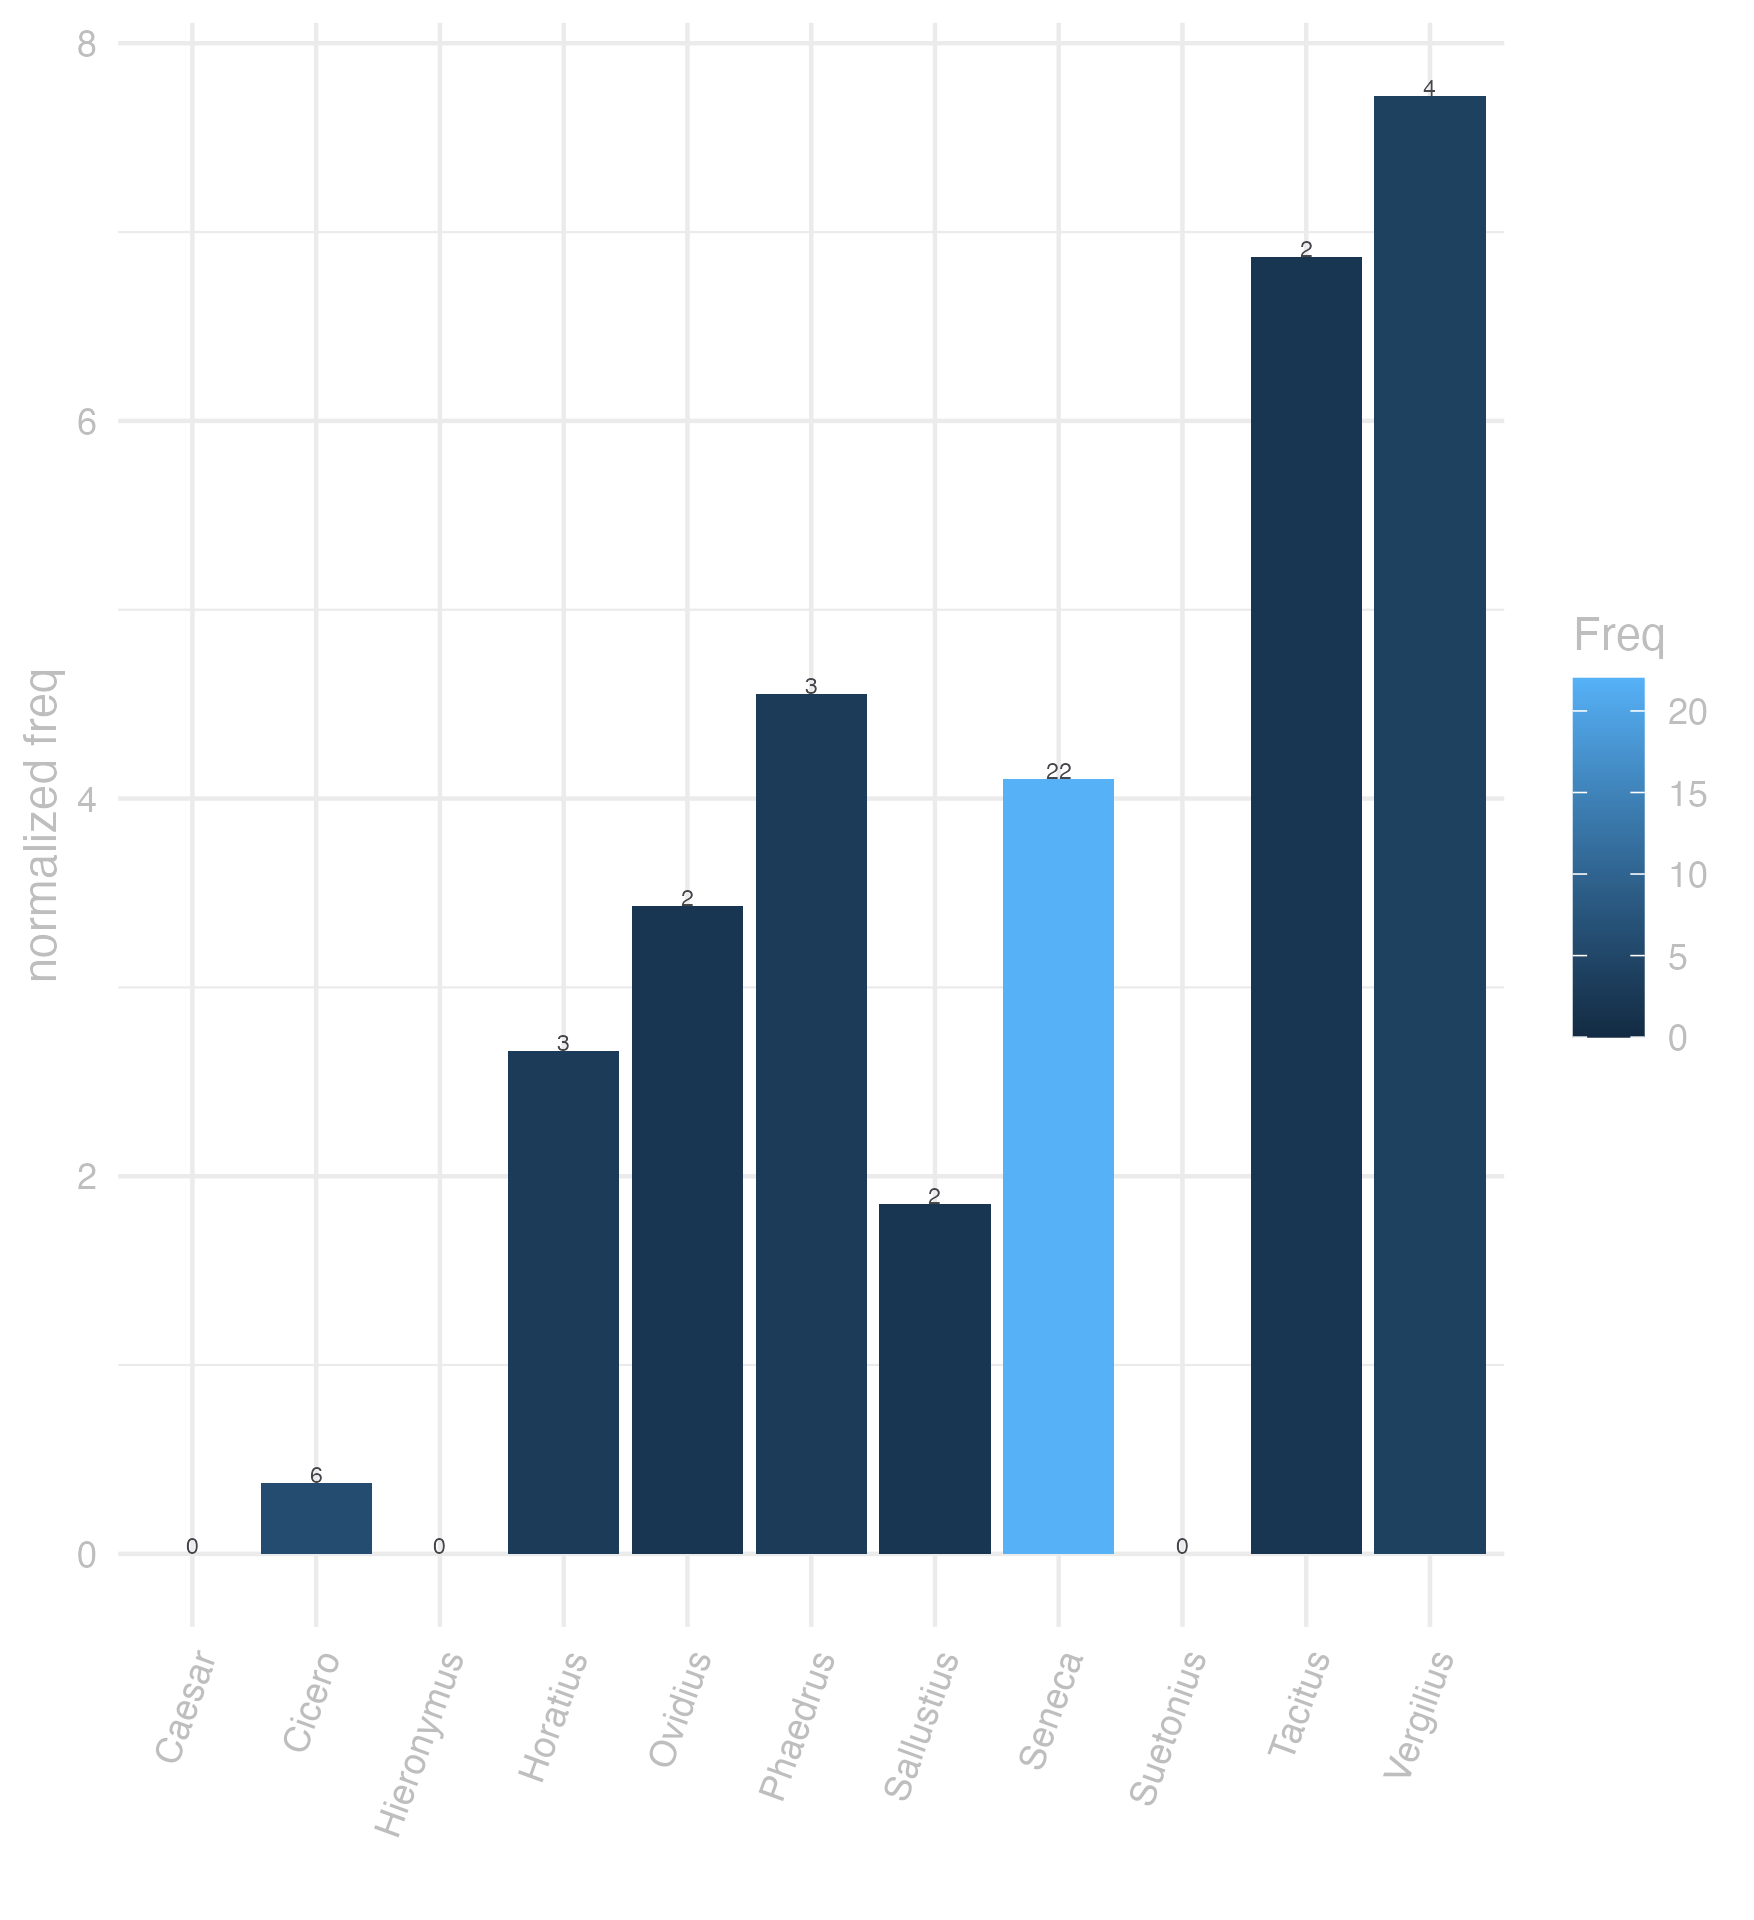 normalized freq
8
6
4
2
0
0
6
0
3
2
3
2
22
0
2
4
Caesar
Cicero
Hieronymus
Horatius
Ovidius
Phaedrus
Sallustius
Seneca
Suetonius
Tacitus
Vergilius
Freq
20
15
10
5
0